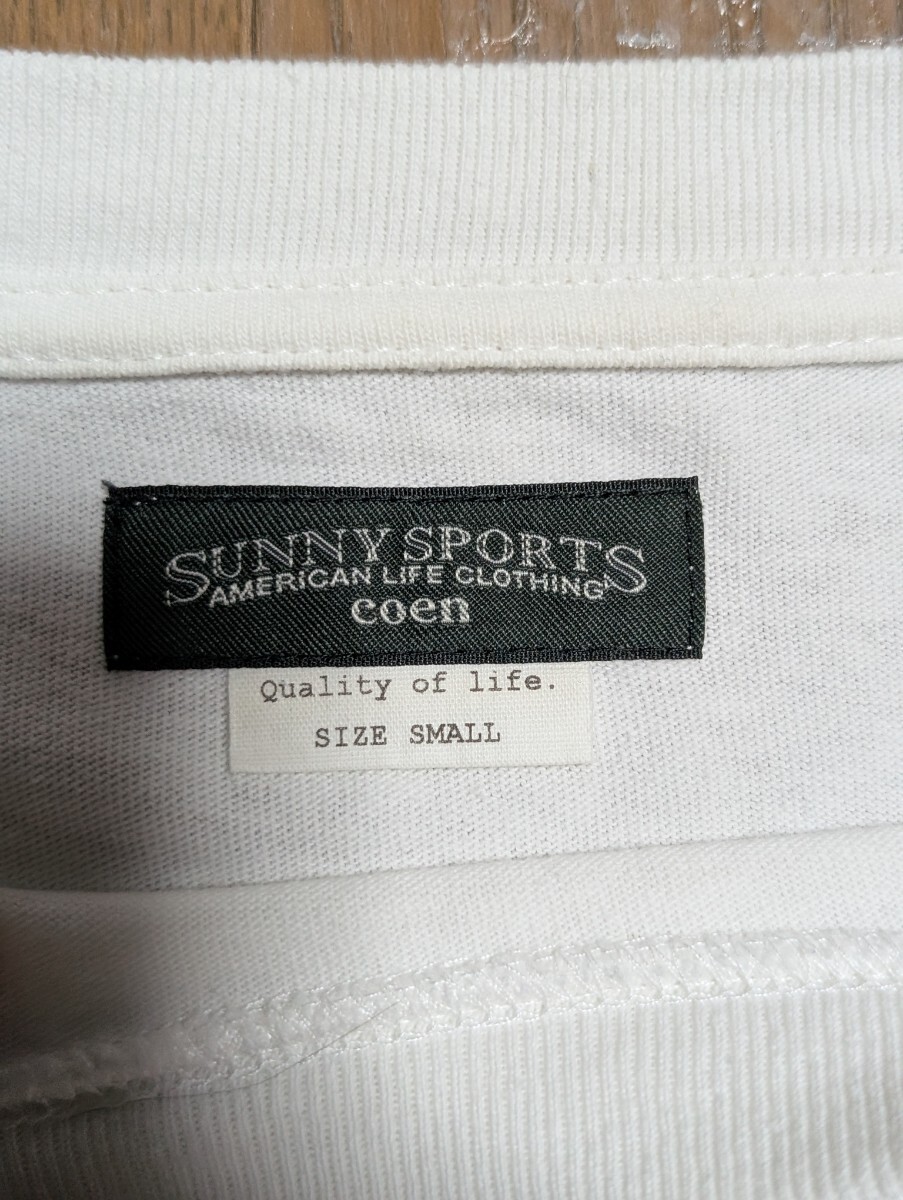 SUNNY SPORTS
AMERiCAN LiFE CLOTHiNG
coen
Quality of life.
SIZE SMALL